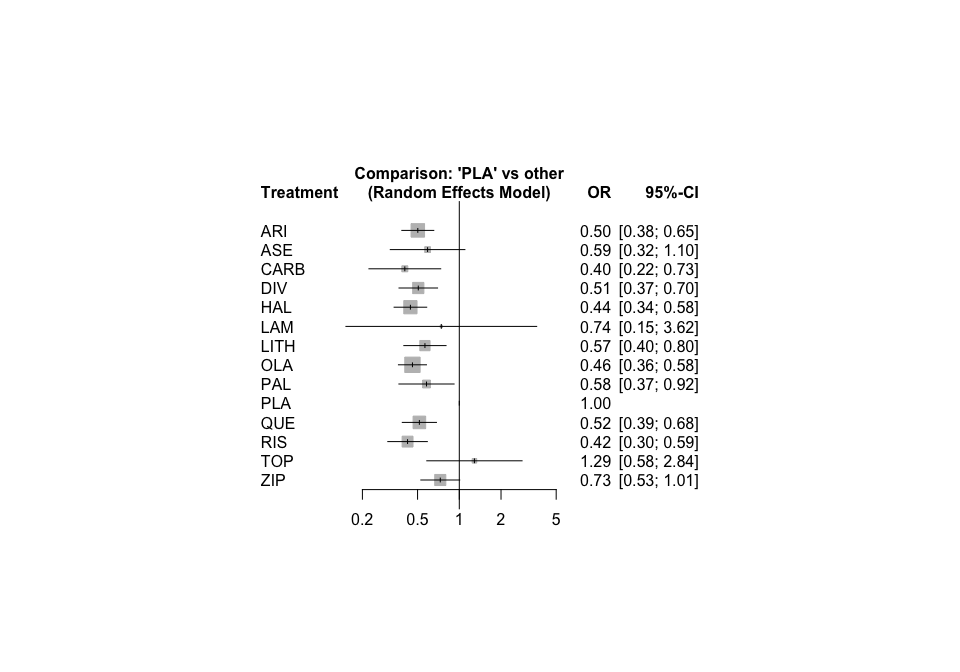 Comparison: 'PLA' vs other
Treatment (Random Effects Model) OR 95%-CI
ARI 0.50 [0.38; 0.65]
ASE 0.59 [0.32; 1.10]
CARB 0.40 [0.22; 0.73]
DIV 0.51 [0.37; 0.70]
HAL 0.44 [0.34; 0.58]
LAM 0.74 [0.15; 3.62]
LITH 0.57 [0.40; 0.80]
OLA 0.46 [0.36; 0.58]
PAL 0.58 [0.37; 0.92]
PLA 1.00
QUE 0.52 [0.39; 0.68]
RIS 0.42 [0.30; 0.59]
TOP 1.29 [0.58; 2.84]
ZIP 0.73 [0.53; 1.01]
0.2 0.5 1 2 5